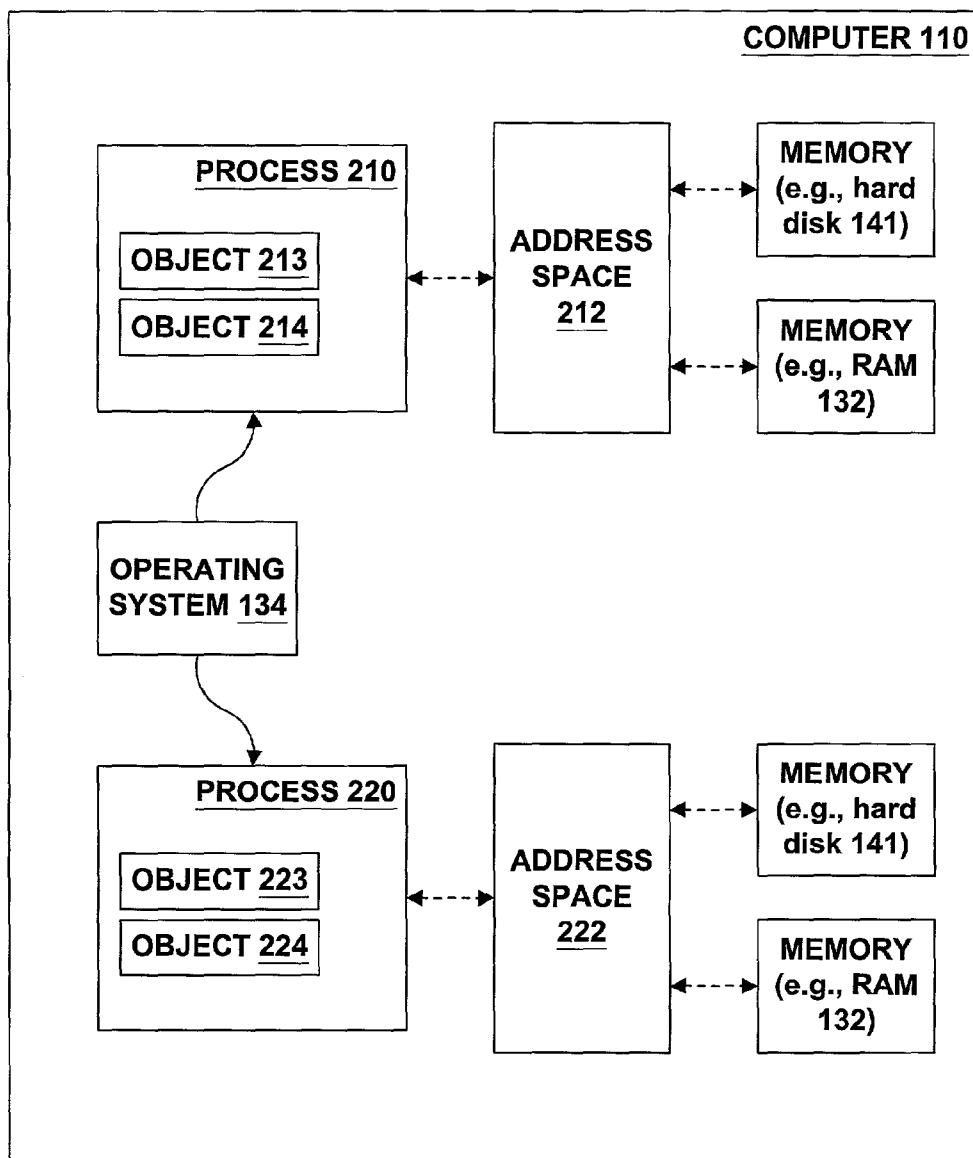 COMPUTER 110
PROCESS 210
OBJECT 213
OBJECT 214
ADDRESS
SPACE
212
MEMORY
(e.g., hard
disk 141)
MEMORY
(e.g., RAM
132)
OPERATING
SYSTEM 134
PROCESS 220
OBJECT 223
OBJECT 224
ADDRESS
SPACE
222
MEMORY
(e.g., hard
disk 141)
MEMORY
(e.g., RAM
132)